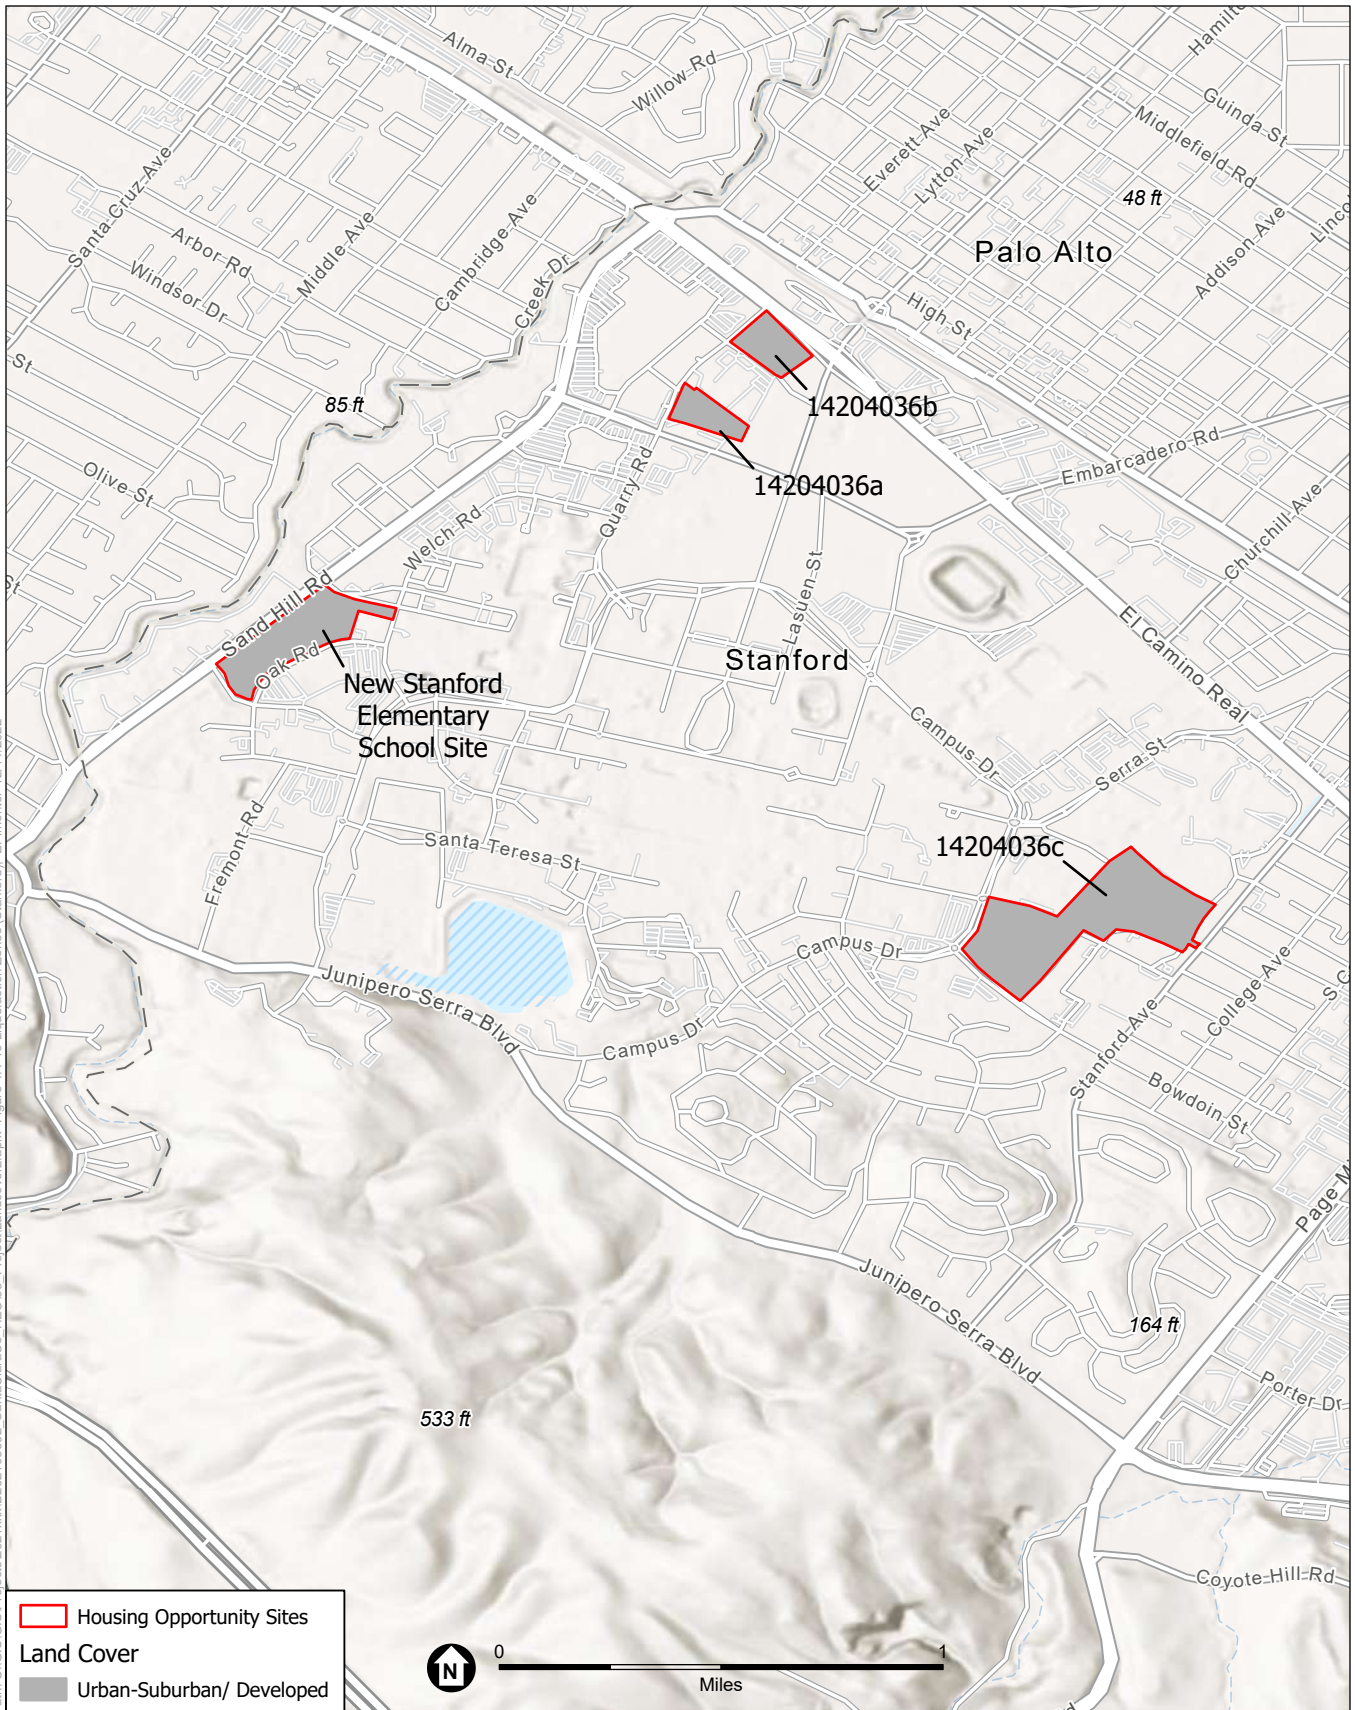 Alma St
Willow Rd
Hamilto
Guinda St
Middlefield Rd
Everett Ave
Lytton Ave
48 ft
Linco
Santa Cruz Ave
Arbor Rd
Middle Ave
Cambridge Ave
Palo Alto
Addison Ave
Windsor Dr
Creek Dr
High St
St
85 ft
14204036b
Embarcadero Rd
Olive St
14204036a
Quarry Rd
Welch Rd
Churchill Ave
St
Sand Hill Rd
Lasuen St
El Camino Real
Oak Rd
Stanford
New Stanford
Elementary
School Site
Campus Dr
Serra St
Fremont Rd
Santa Teresa St
14204036c
Campus Dr
College Ave
S C
Junipero Serra Blvd
Campus Dr
Stanford Ave
Bowdoin St
Page M
Junipero Serra Blvd
164 ft
Porter Dr
533 ft
Coyote Hill Rd
Housing Opportunity Sites
Land Cover
Urban-Suburban/ Developed
N
0 1
Miles
d